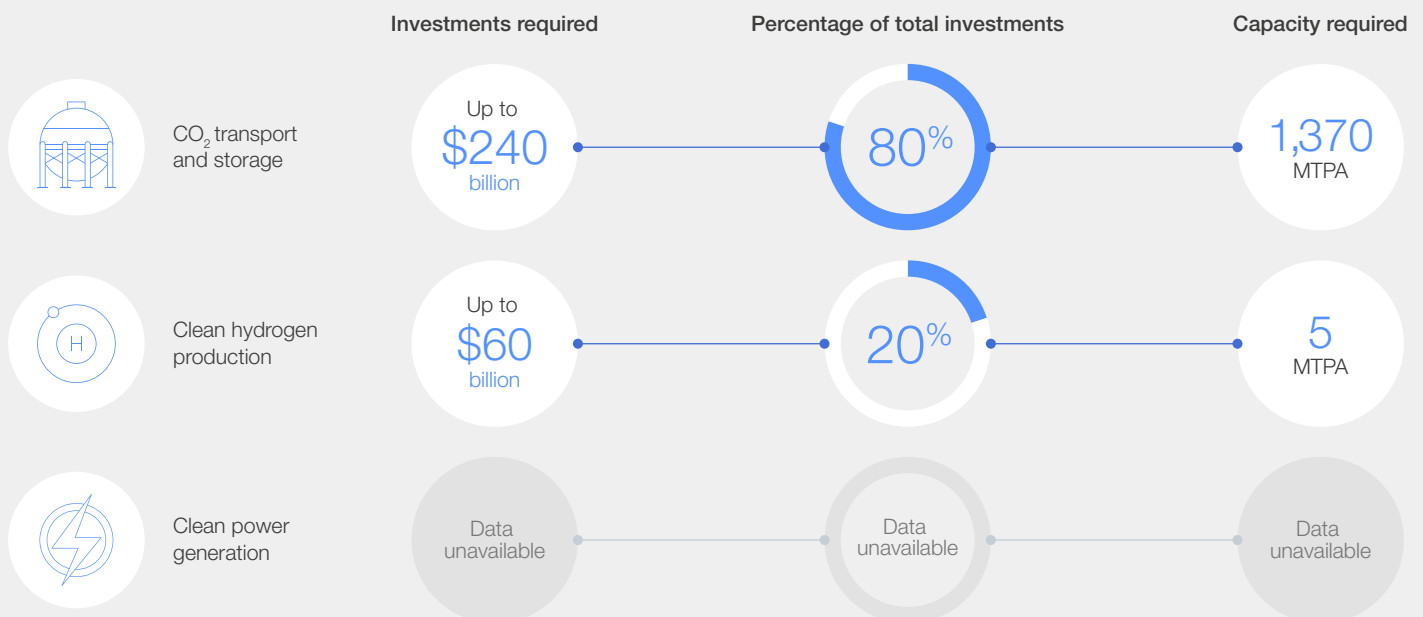 Investments required
Percentage of total investments
Capacity required
CO₂ transport
and storage
Up to
$240
billion
80%
1,370
MTPA
H
Clean hydrogen
production
Up to
$60
billion
20%
5
MTPA
Clean power
generation
Data
unavailable
Data
unavailable
Data
unavailable